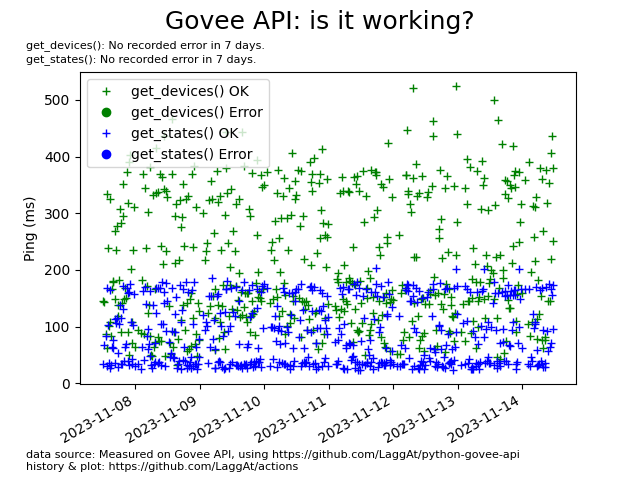 Govee API: is it working?
get_devices(): No recorded error in 7 days.
get_states(): No recorded error in 7 days.
get_devices() OK
get_devices() Error
get_states() OK
get_states() Error
Ping (ms)
500
400
300
200
100
0
2023-11-08
2023-11-09
2023-11-10
2023-11-11
2023-11-12
2023-11-13
2023-11-14
data source: Measured on Govee API, using https://github.com/LaggAt/python-govee-api
history & plot: https://github.com/LaggAt/actions